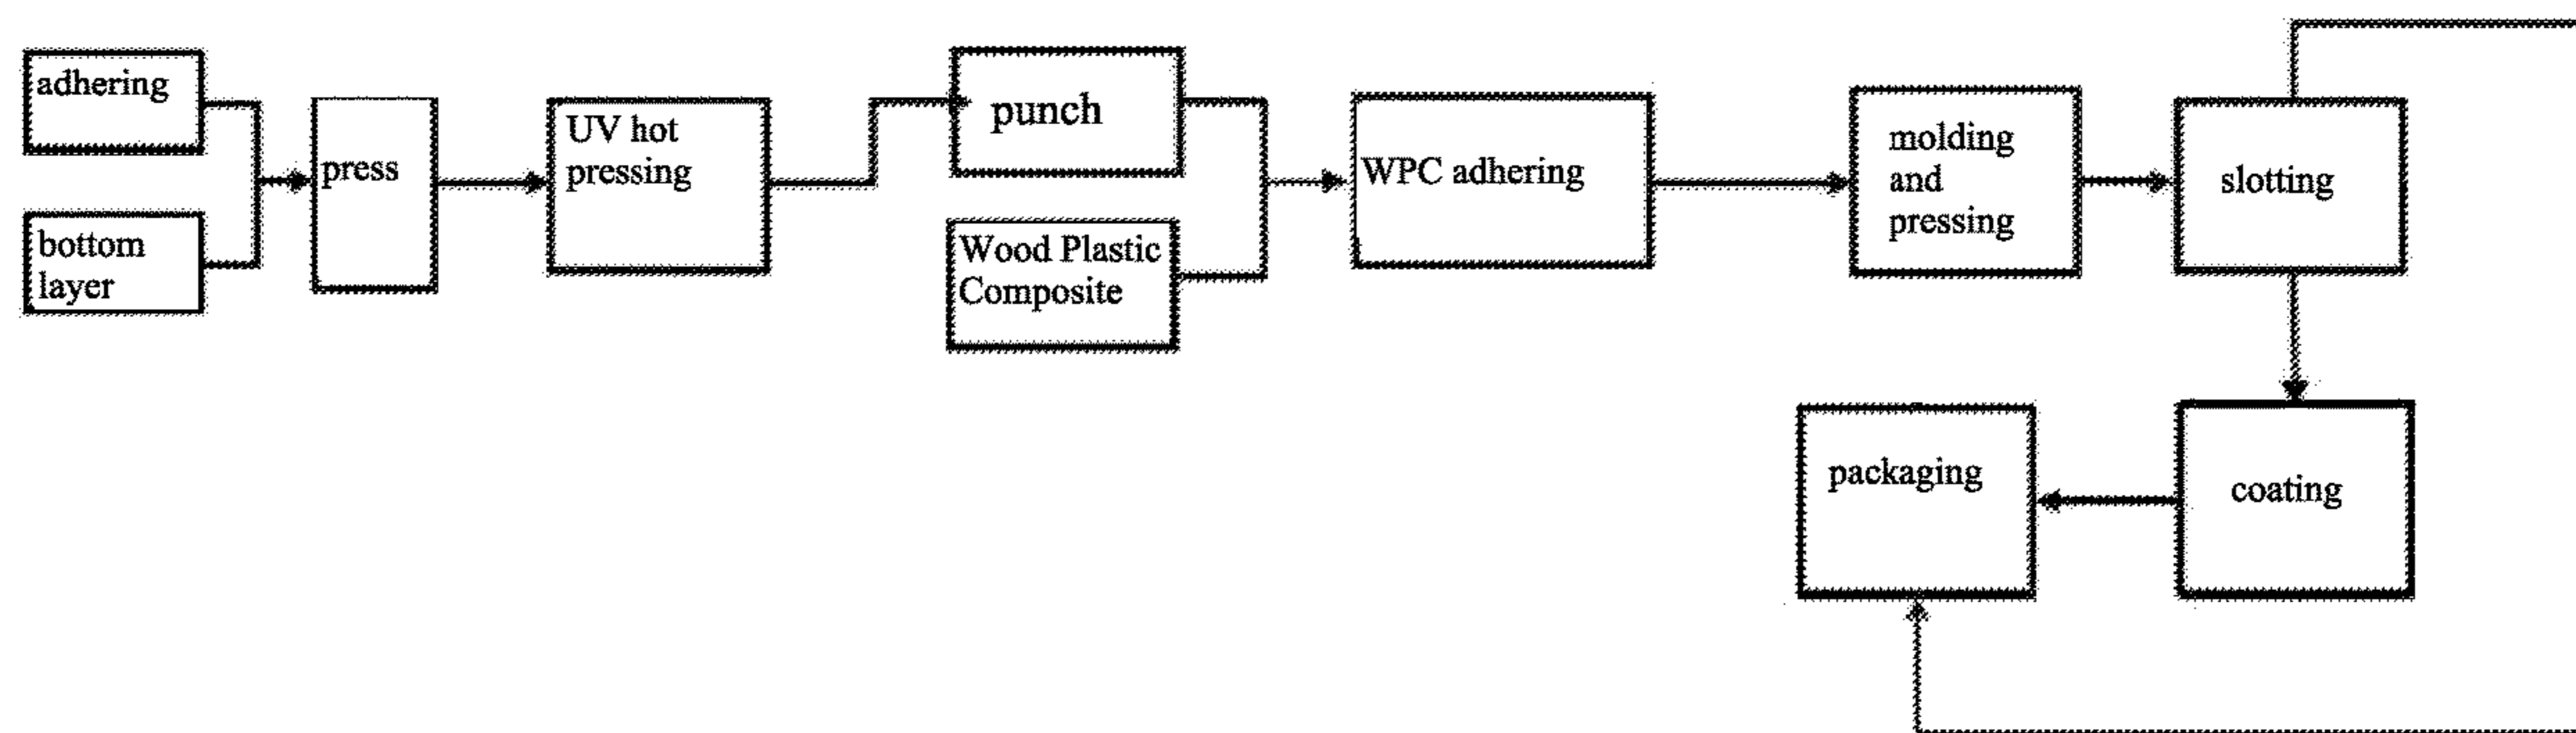 adhering
bottom
layer
press
UV hot
pressing
punch
Wood Plastic
Composite
WPC adhering
molding
and
pressing
slotting
packaging
coating